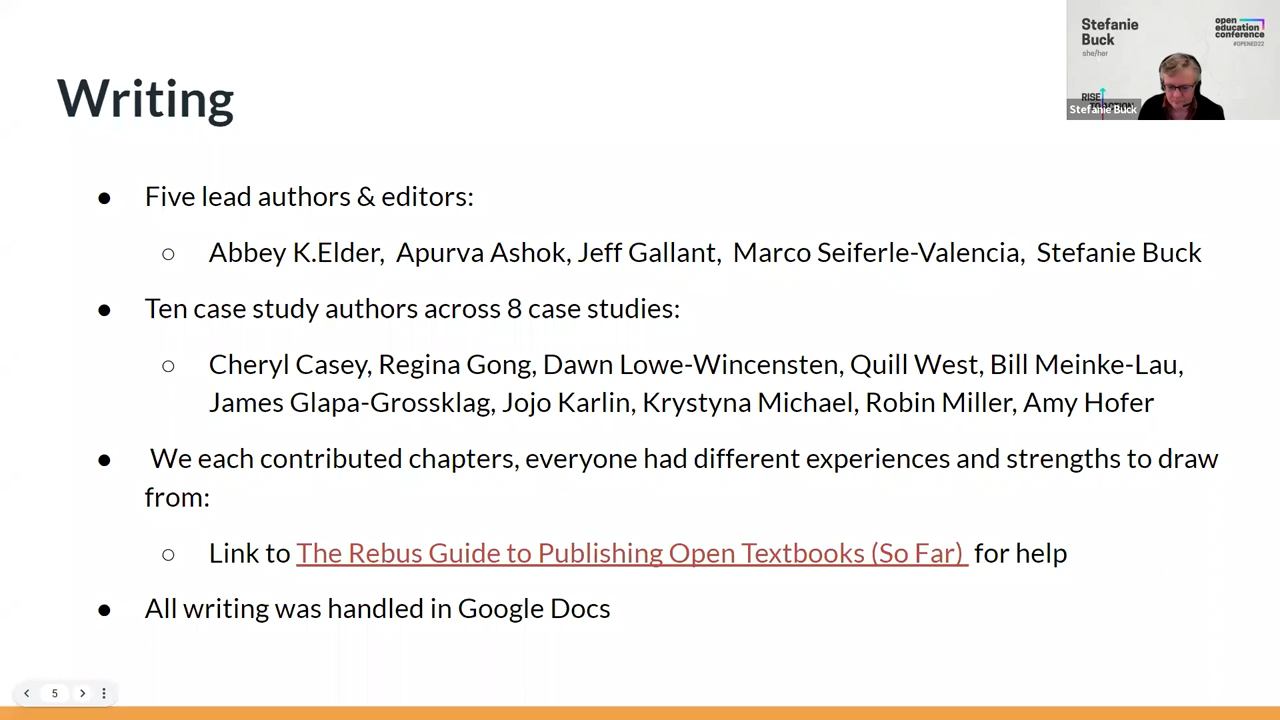 Writing
Stefanie
Buck
she/her
open
education
conference
#OPENED22
RISE
Stefanie Buck
● Five lead authors & editors:
○ Abbey K.Elder, Apurva Ashok, Jeff Gallant, Marco Seiferle-Valencia, Stefanie Buck
● Ten case study authors across 8 case studies:
○ Cheryl Casey, Regina Gong, Dawn Lowe-Wincensten, Quill West, Bill Meinke-Lau,
James Glapa-Grossklag, Jojo Karlin, Krystyna Michael, Robin Miller, Amy Hofer
● We each contributed chapters, everyone had different experiences and strengths to draw
from:
○ Link to The Rebus Guide to Publishing Open Textbooks (So Far) for help
● All writing was handled in Google Docs
5